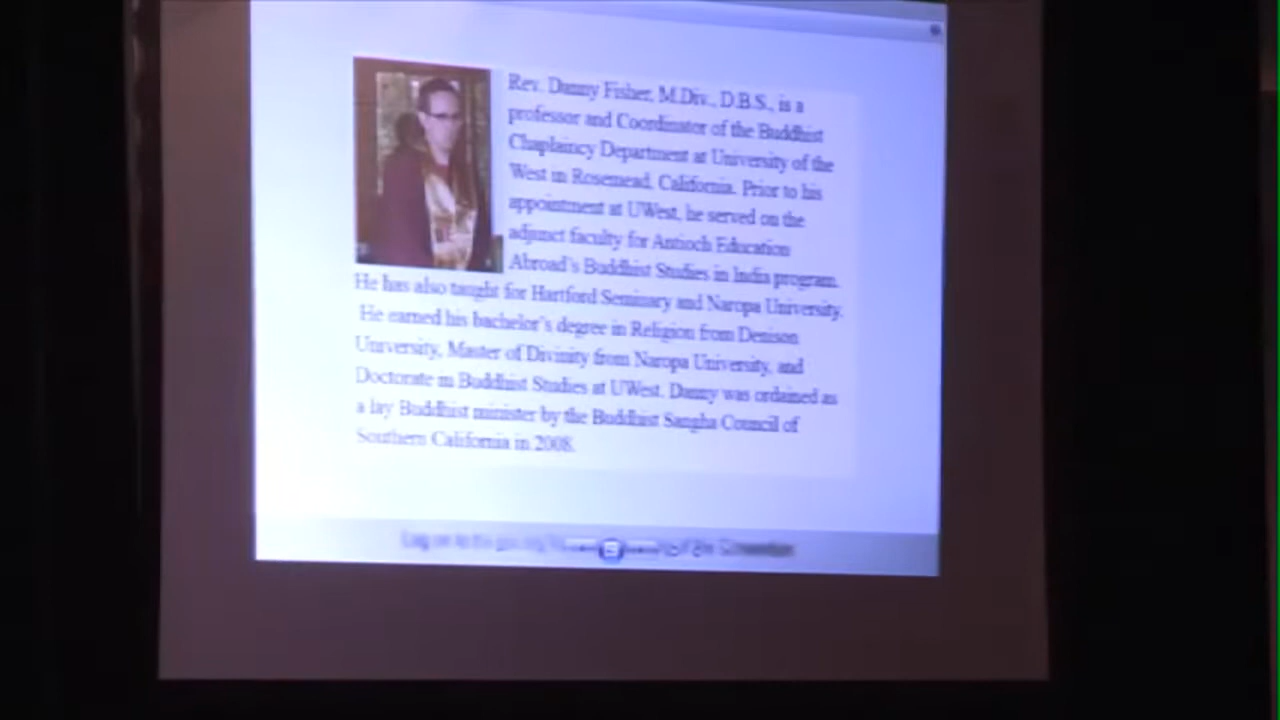 Rev. Danny Fisher, M.Div., D.B.S., is a
professor and Coordinator of the Buddhist
Chaplaincy Department at University of the
West in Rosemead, California. Prior to his
appointment at UWest, he served on the
adjunct faculty for Antioch Education
Abroad's Buddhist Studies in India program.
He has also taught for Hartford Seminary and Naropa University.
He earned his bachelor's degree in Religion from Denison
University, Master of Divinity from Naropa University, and
Doctorate in Buddhist Studies at UWest. Danny was ordained as
a lay Buddhist minister by the Buddhist Sangha Council of
Southern California in 2008.
Log on to the